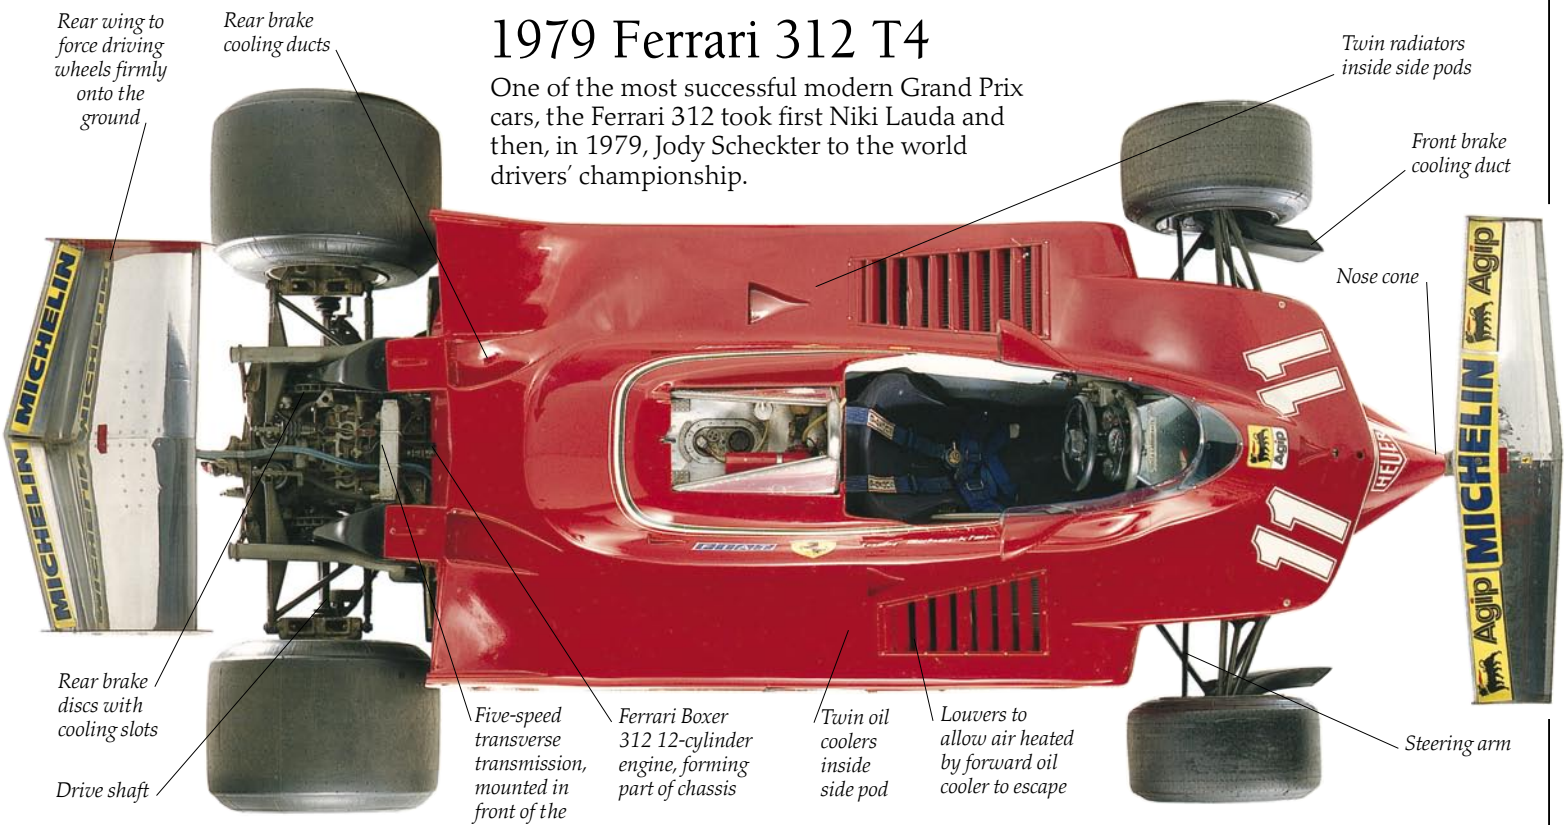 1979 Ferrari 312 T4
One of the most successful modern Grand Prix
cars, the Ferrari 312 took first Niki Lauda and
then, in 1979, Jody Scheckter to the world
drivers' championship.
Rear wing to
force driving
wheels firmly
onto the
ground
Rear brake
cooling ducts
Twin radiators
inside side pods
Front brake
cooling duct
Nose cone
MICHELIN
MICHELIN
11
11
Agip
HEUER
FIAT
Agip
MICHELIN
Agip
Rear brake
discs with
cooling slots
Drive shaft
Five-speed
transverse
transmission,
mounted in
front of the
Ferrari Boxer
312 12-cylinder
engine, forming
part of chassis
Twin oil
coolers
inside
side pod
Louvers to
allow air heated
by forward oil
cooler to escape
Steering arm